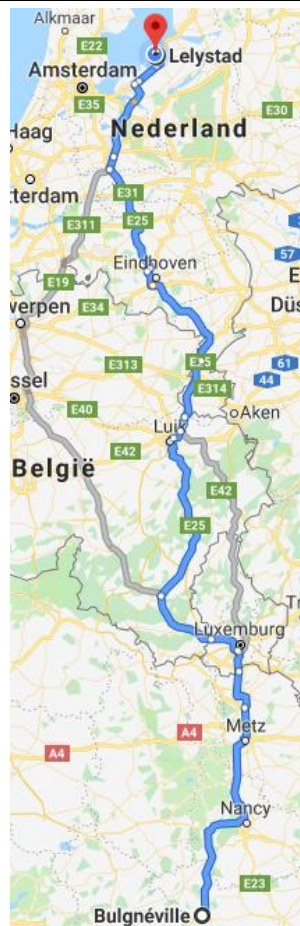 Alkmaar
E22
Lelystad
Amsterdam
E35
E30
Haag
Nederland
tterdam
E31
E311
E25
57
Eindhoven
E19
E34
Düs
werpen
E313
E25
61
ssel
E314
44
E40
Aken
Luik
E42
België
E42
E25
Luxemburg
A4
Metz
A4
Nancy
E23
Bulgnéville